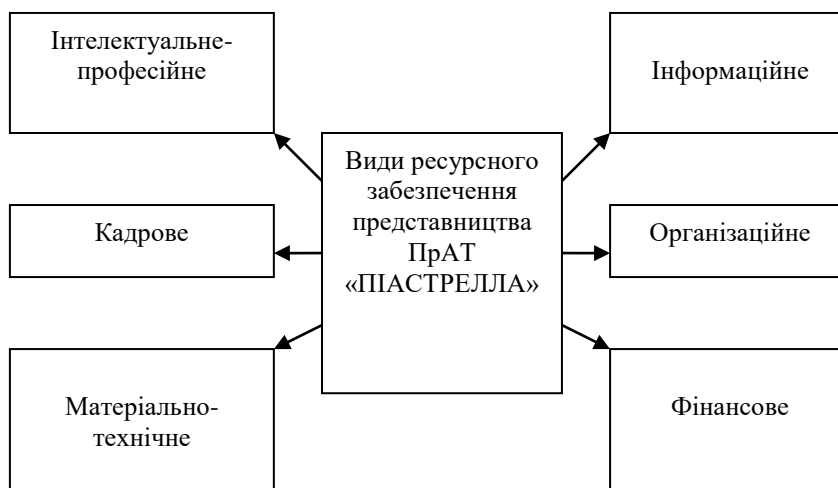 Інтелектуальне-
професійне
Інформаційне
Види ресурсного
забезпечення
представництва
ПрАТ
«ПІАСТРЕЛЛА»
Кадрове
Організаційне
Матеріально-
технічне
Фінансове